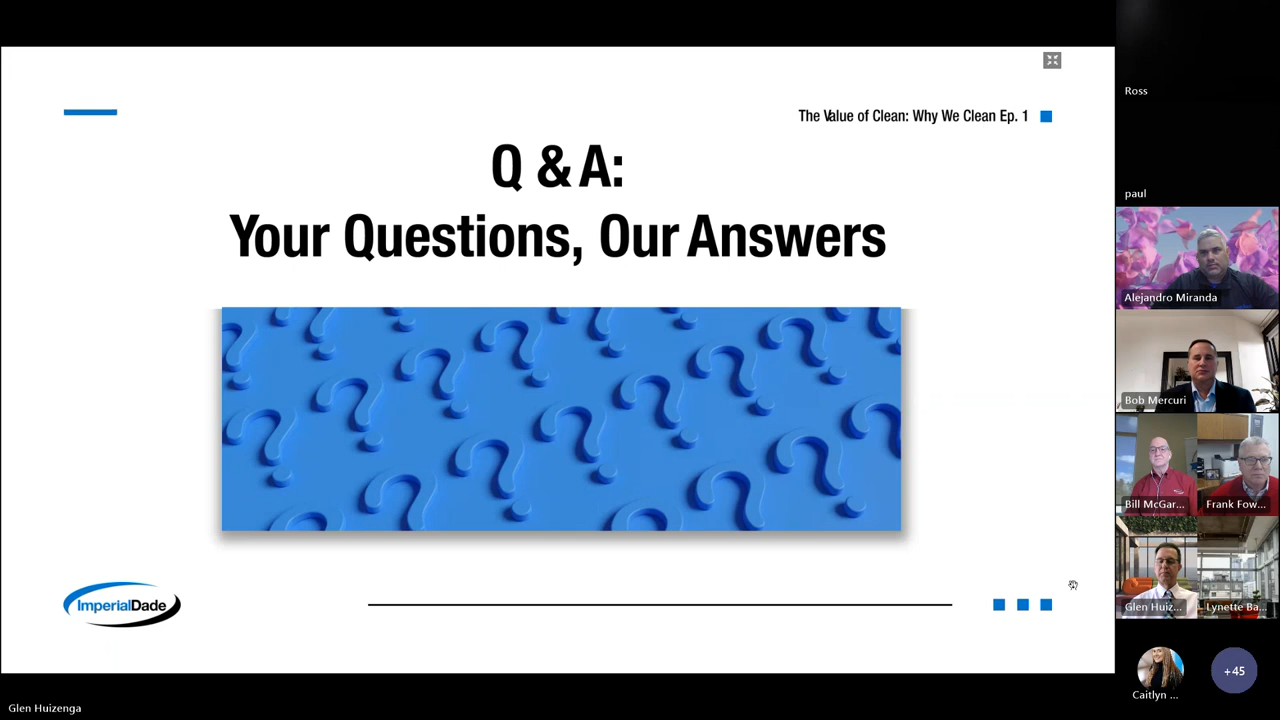 The Value of Clean: Why We Clean Ep. 1
Q & A:
Your Questions, Our Answers
ImperialDade
Ross
paul
Alejandro Miranda
Bob Mercuri
Bill McGar...
Frank Fow...
Glen Huiz...
Lynette Ba...
Caitlyn ...
+45
Glen Huizenga